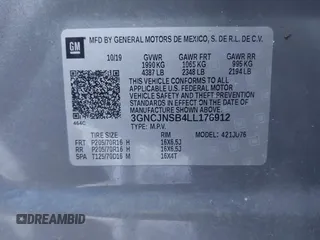 GM
MFD BY GENERAL MOTORS DE MEXICO, S. DE R.L. DE C.V.
10/19 GVWR GAWR FRT GAWR RR
1990 KG 1065 KG 995 KG
4387 LB 2348 LB 2194 LB
THIS VEHICLE CONFORMS TO ALL APPLICABLE
U.S. FEDERAL MOTOR
VEHICLE SAFETY AND THEFT PREVENTION
STANDARDS IN EFFECT ON THE DATE OF
MANUFACTURE SHOWN ABOVE.
3GNCJNSB4LL176912
TYPE: M.P.V. MODEL: 421JU76
TIRE SIZE RIM
FRT P205/70R16 H 16X6.5J
RR P205/70R16 H 16X6.5J
SPA T125/70D16 M 16X4T
DREAMBID